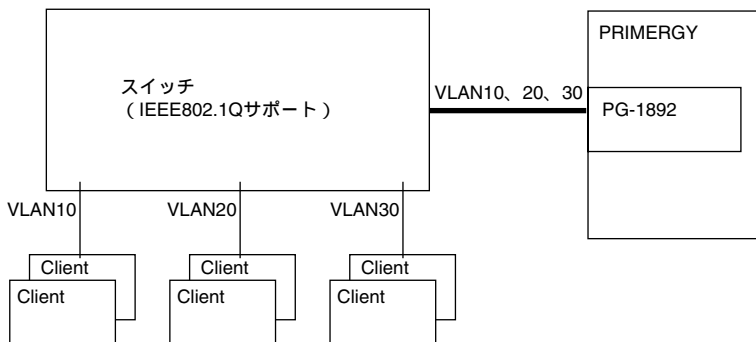 PRIMERGY
スイッチ
（IEEE802.1Qサポート）
VLAN10、20、30
PG-1892
VLAN10
VLAN20
VLAN30
Client
Client
Client
Client
Client
Client